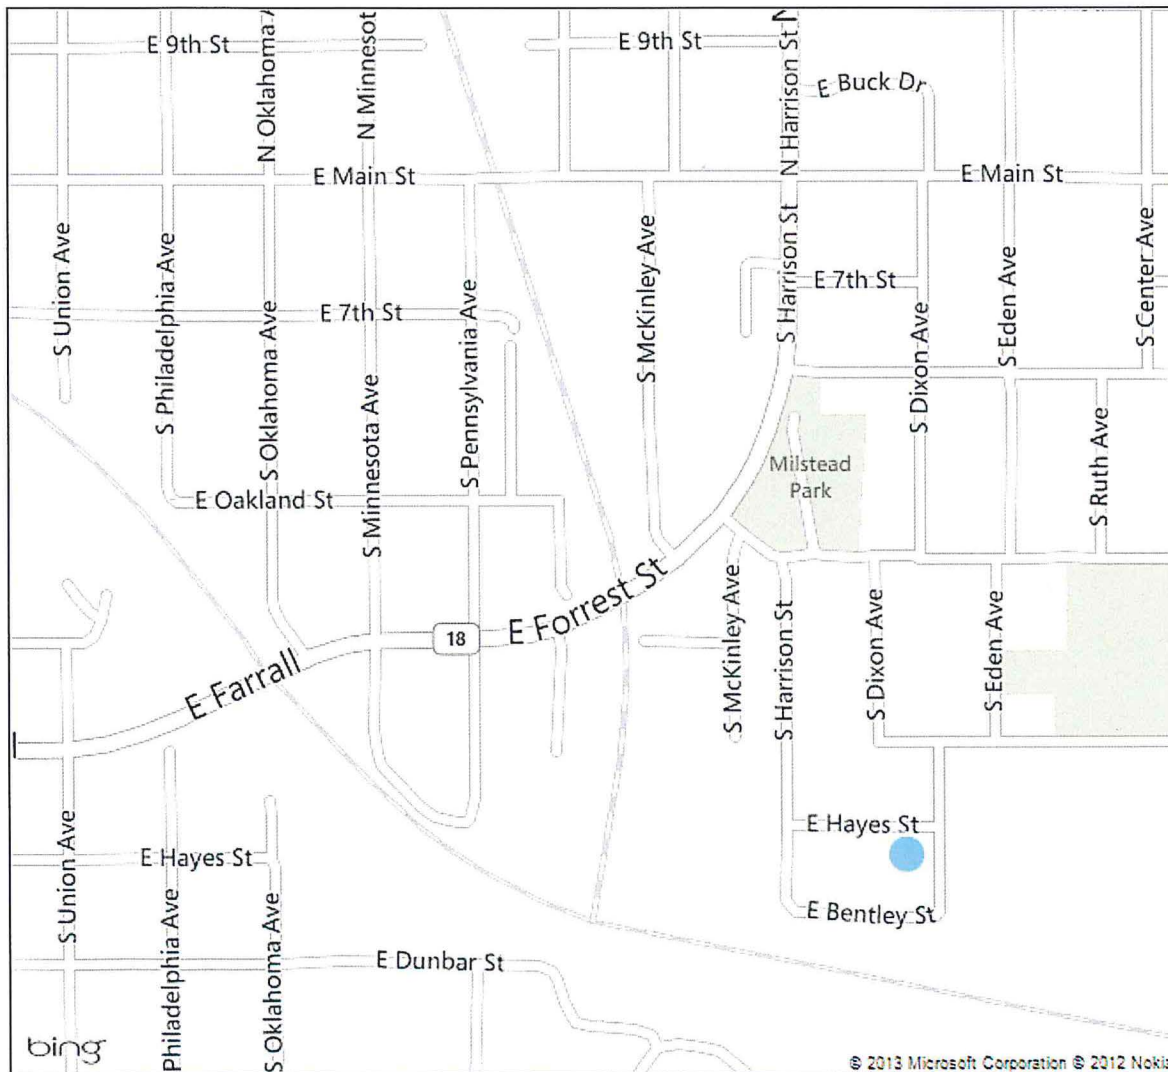 E 9th St
N Oklahoma A
N Minnesot
E 9th St
N Harrison St
N
E Buck Dr
E Main St
E Main St
S Union Ave
S Philadelphia Ave
S Oklahoma Ave
E 7th St
S Minnesota Ave
S Pennsylvania Ave
S McKinley Ave
S Harrison St
E 7th St
S Dixon Ave
S Eden Ave
S Center Ave
S Ruth Ave
Milstead
Park
E Oakland St
E Farrall
18
E Forrest St
S McKinley Ave
S Harrison St
S Dixon Ave
S Eden Ave
E Hayes St
E Bentley St
S Union Ave
E Hayes St
Philadelphia Ave
S Oklahoma Ave
E Dunbar St
bing
© 2013 Microsoft Corporation © 2012 Nokia